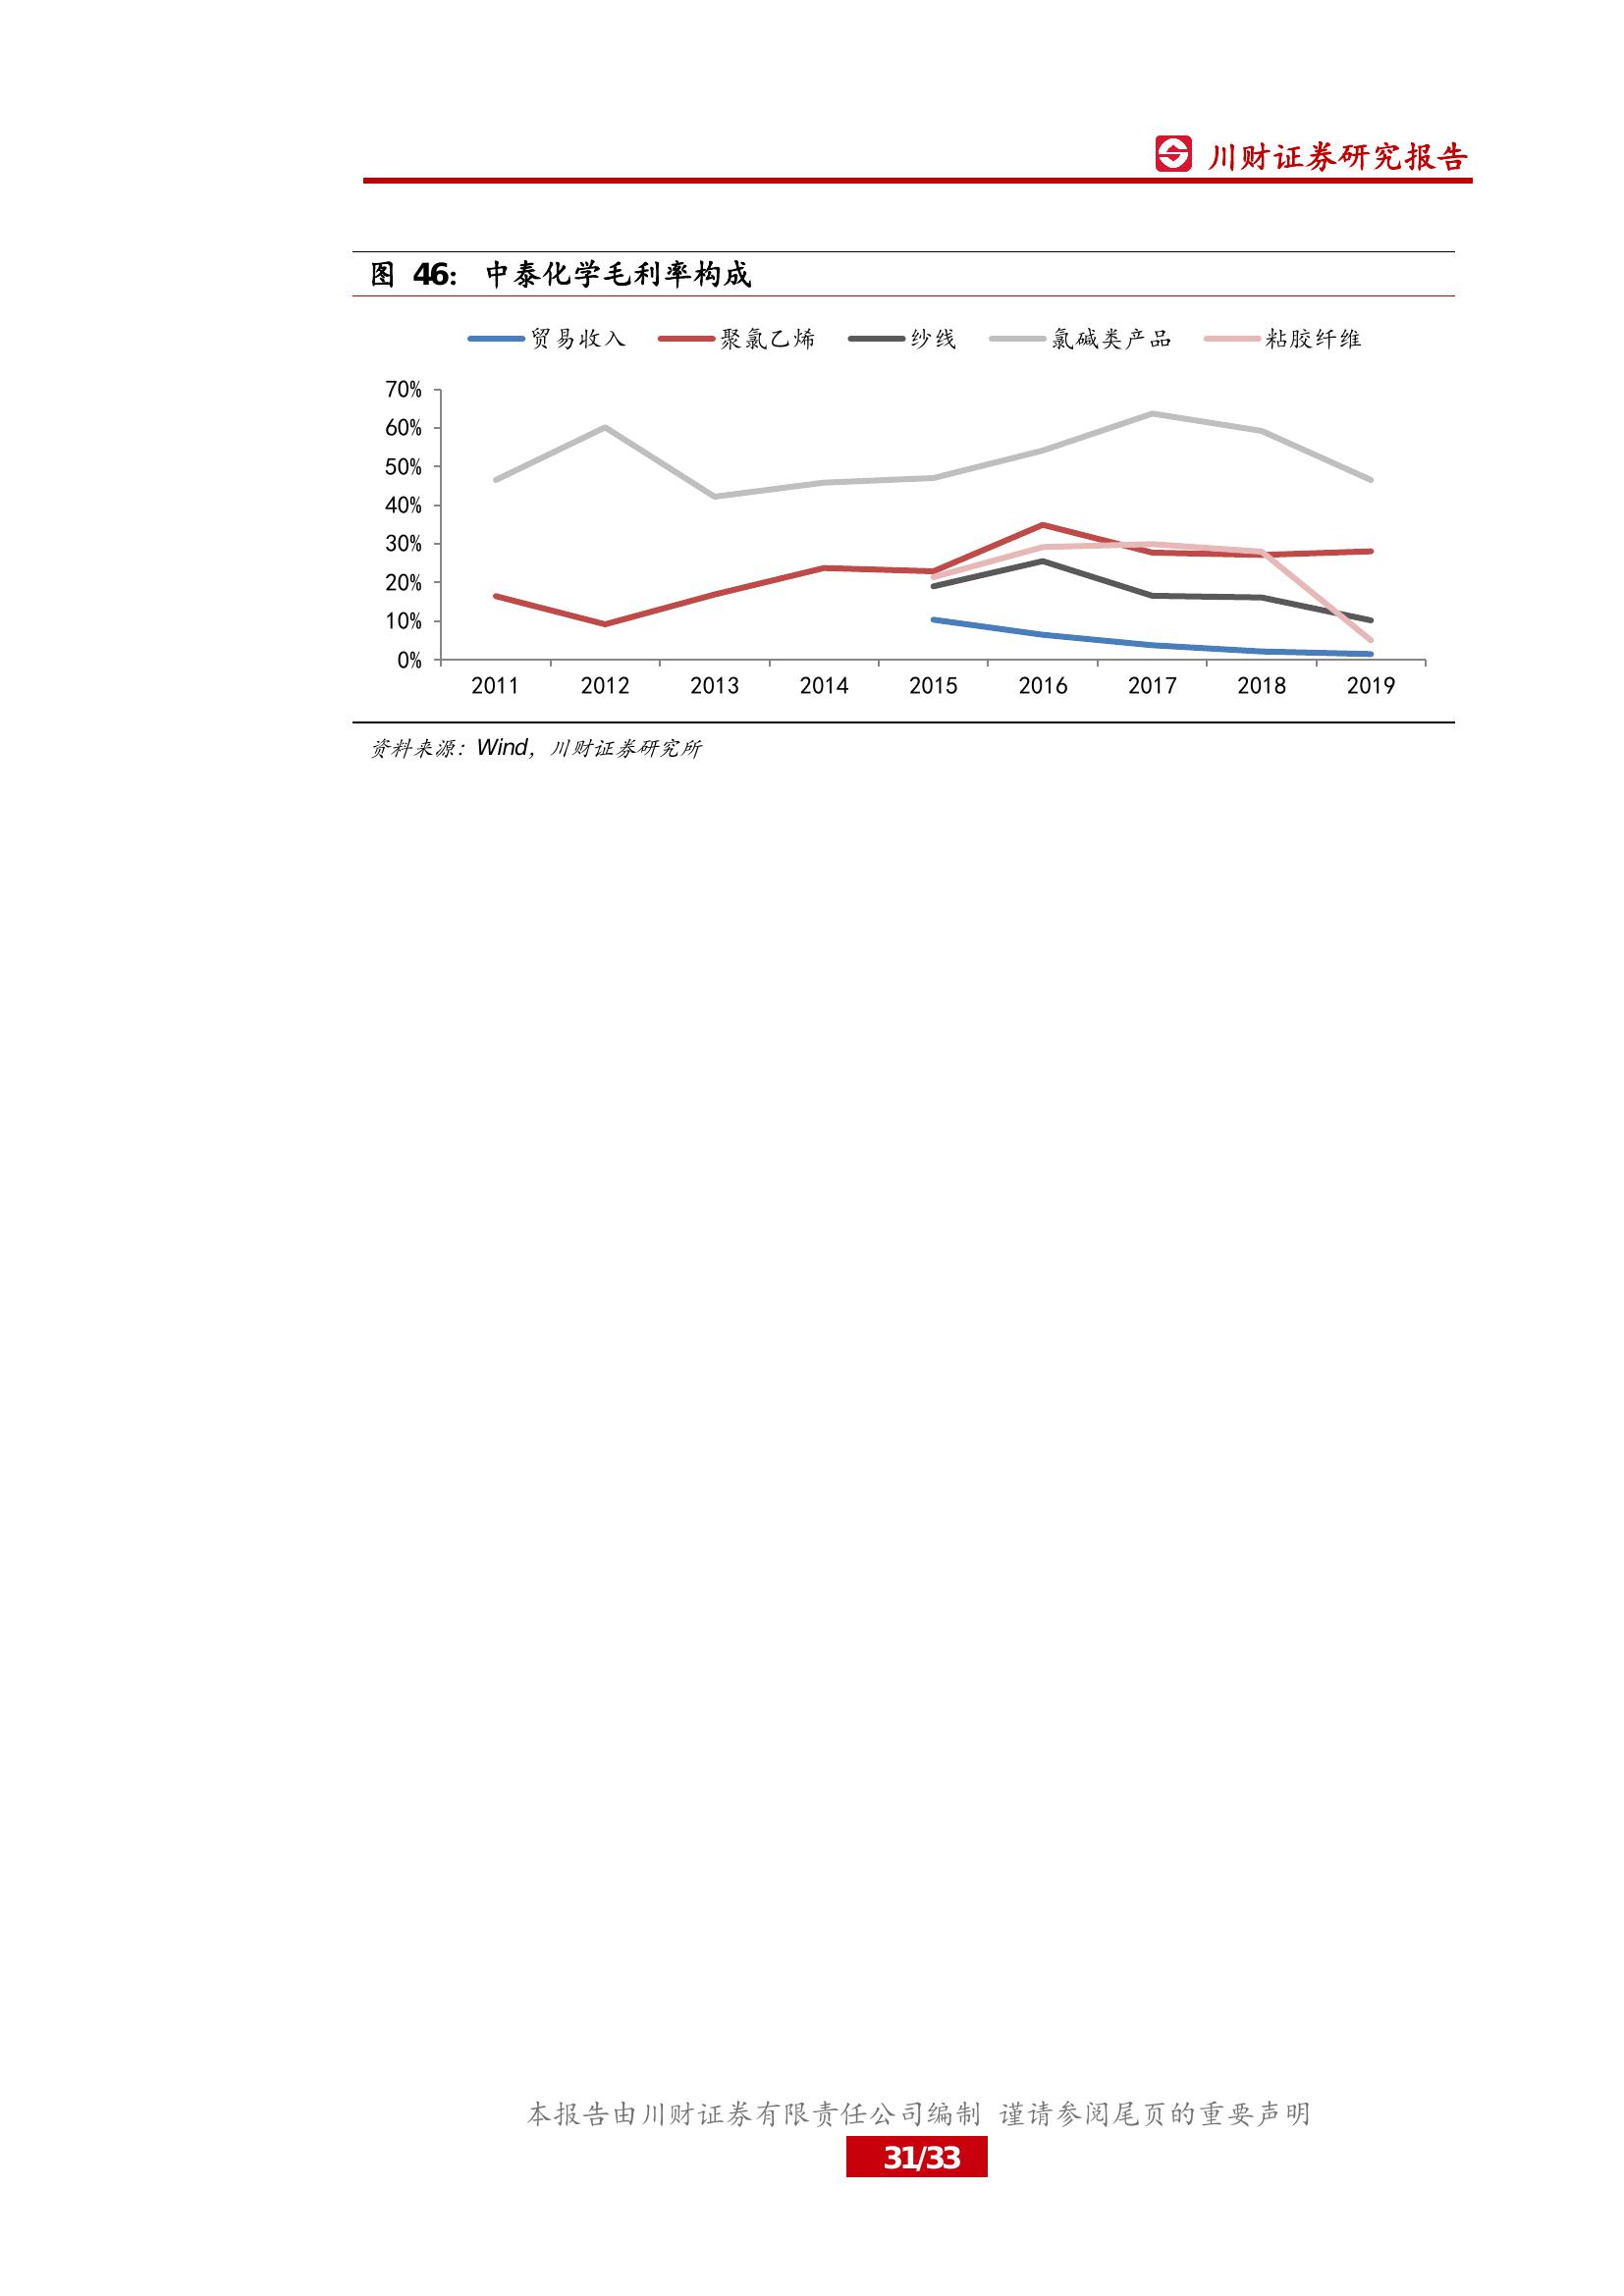 川财证券研究报告
图 46： 中泰化学毛利率构成
贸易收入 聚氯乙烯 纱线 氯碱类产品 粘胶纤维
70%
60%
50%
40%
30%
20%
10%
0%
2011 2012 2013 2014 2015 2016 2017 2018 2019
资料来源：Wind，川财证券研究所
本报告由川财证券有限责任公司编制 谨请参阅尾页的重要声明
31/33